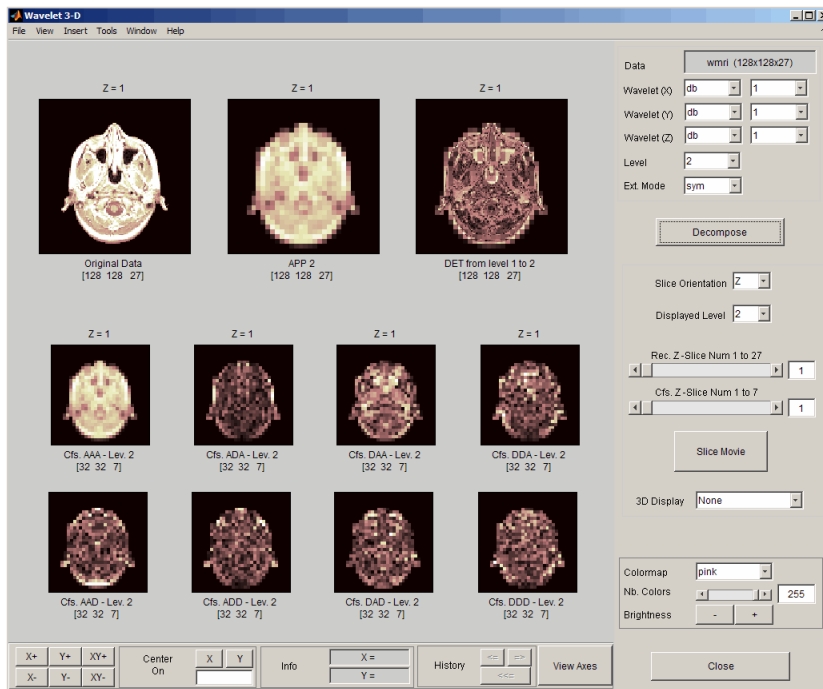 Wavelet 3-D
File View Insert Tools Window Help
Z = 1 Z = 1 Z = 1
Original Data APP 2 DET from level 1 to 2
[128 128 27] [128 128 27] [128 128 27]
Z = 1 Z = 1 Z = 1 Z = 1
Cfs. AAA - Lev. 2 Cfs. ADA - Lev. 2 Cfs. DAA - Lev. 2 Cfs. DDA - Lev. 2
[32 32 7] [32 32 7] [32 32 7] [32 32 7]
Cfs. AAD - Lev. 2 Cfs. ADD - Lev. 2 Cfs. DAD - Lev. 2 Cfs. DDD - Lev. 2
[32 32 7] [32 32 7] [32 32 7] [32 32 7]
Data wmri (128x128x27)
Wavelet (X) db 1
Wavelet (Y) db 1
Wavelet (Z) db 1
Level 2
Ext. Mode sym
Decompose
Slice Orientation Z
Displayed Level 2
Rec. Z-Slice Num 1 to 27
1
Cfs. Z-Slice Num 1 to 7
1
Slice Movie
3D Display None
Colormap pink
Nb. Colors 255
Brightness - +
X+ Y+ XY+ Center X Y Info X = History <= => View Axes Close
X- Y- XY- On Y = <<=